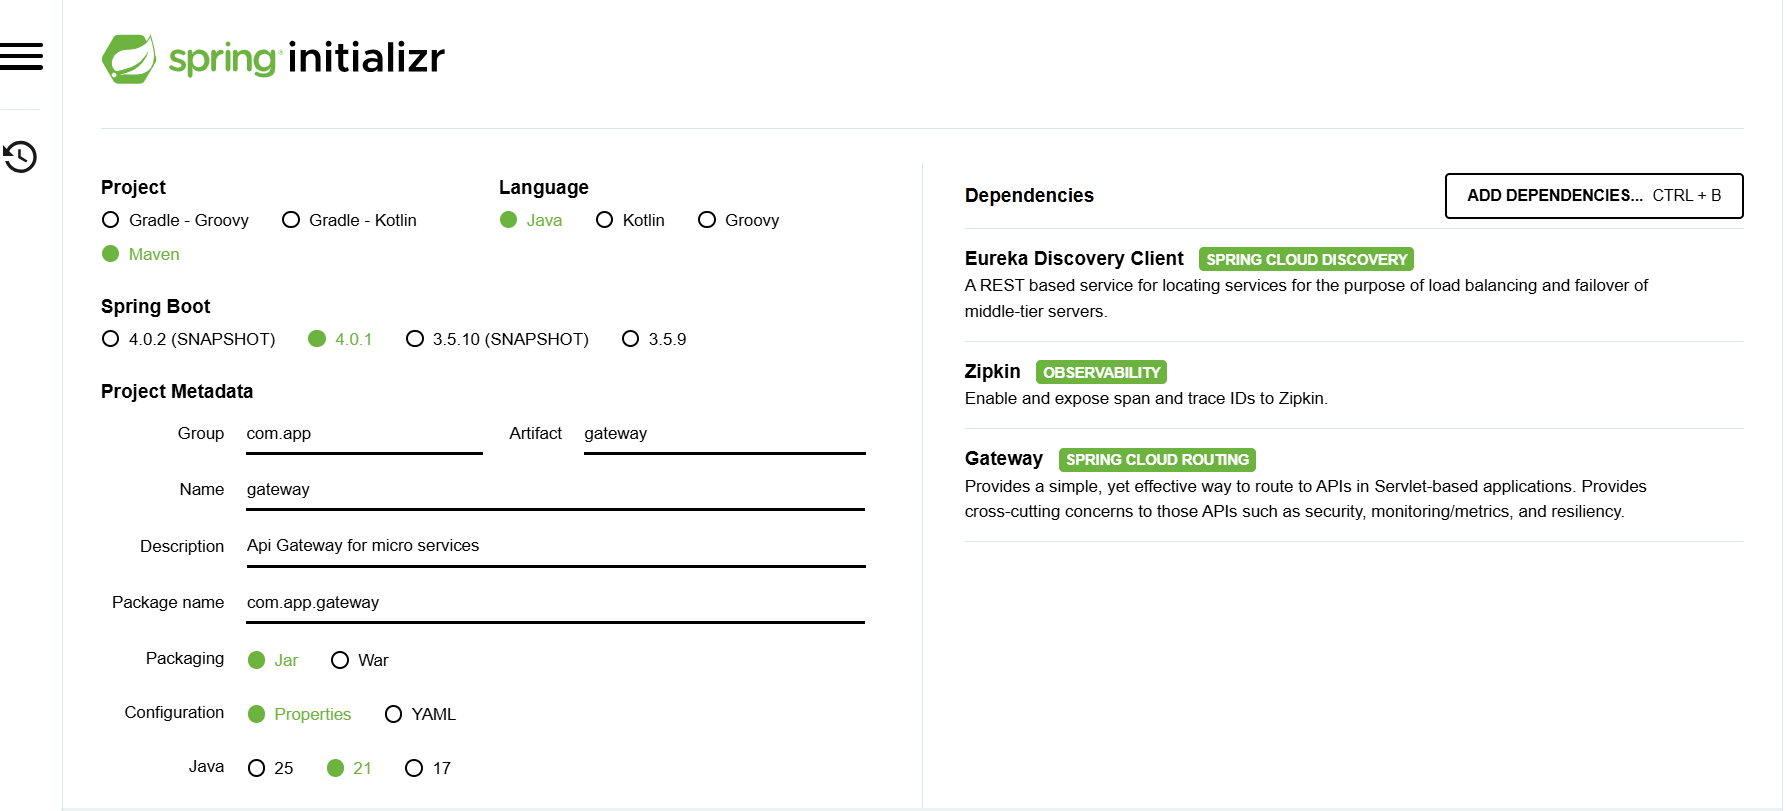 spring initializr
Project
Gradle - Groovy
Gradle - Kotlin
Maven
Language
Java
Kotlin
Groovy
Spring Boot
4.0.2 (SNAPSHOT)
4.0.1
3.5.10 (SNAPSHOT)
3.5.9
Project Metadata
Group com.app
Artifact gateway
Name gateway
Description Api Gateway for micro services
Package name com.app.gateway
Packaging Jar War
Configuration Properties YAML
Java 25 21 17
Dependencies
ADD DEPENDENCIES... CTRL + B
Eureka Discovery Client SPRING CLOUD DISCOVERY
A REST based service for locating services for the purpose of load balancing and failover of
middle-tier servers.
Zipkin OBSERVABILITY
Enable and expose span and trace IDs to Zipkin.
Gateway SPRING CLOUD ROUTING
Provides a simple, yet effective way to route to APIs in Servlet-based applications. Provides
cross-cutting concerns to those APIs such as security, monitoring/metrics, and resiliency.